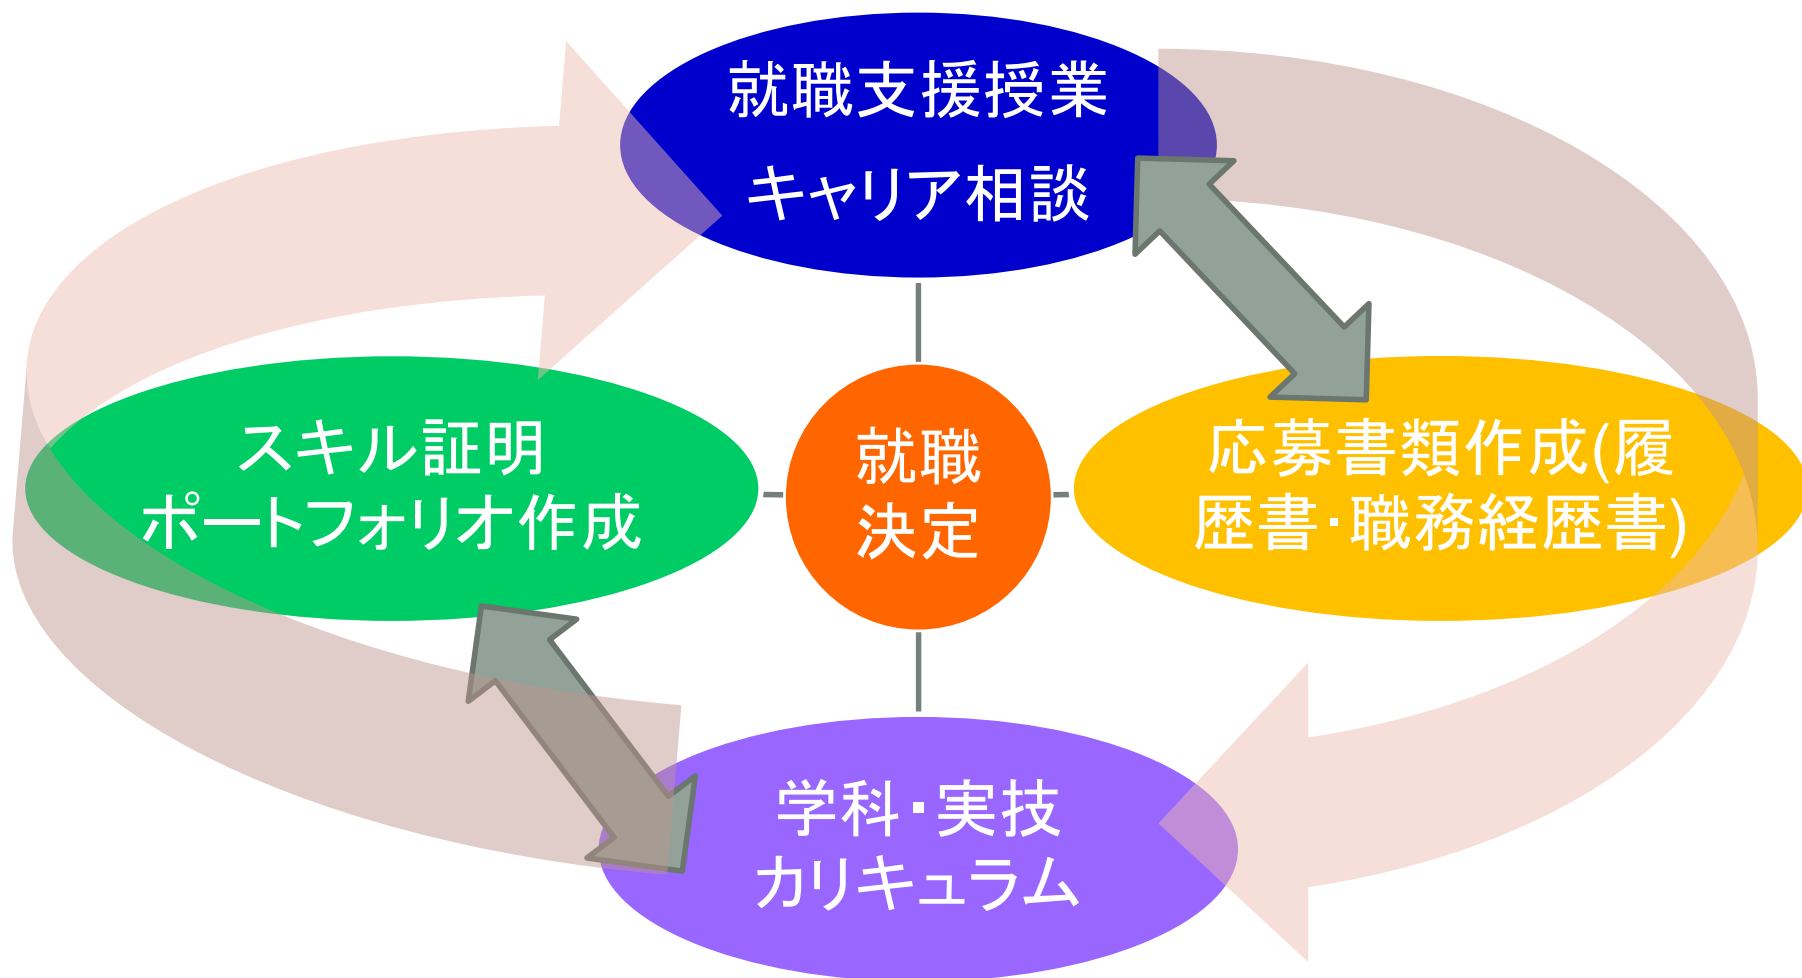 就職支援授業
キャリア相談
スキル証明
ポートフォリオ作成
就職
決定
応募書類作成(履
歴書・職務経歴書)
学科・実技
カリキュラム